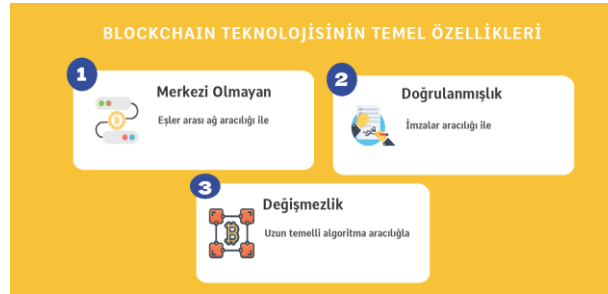 BLOCKCHAIN TEKNOLOJİSİNİN TEMEL ÖZELLİKLERİ
1
Merkezi Olmayan
Eşler arası ağ aracılığı ile
2
Doğrulanmışlık
İmzalar aracılığı ile
3
Değişmezlik
Uzun temelli algoritma aracılığla